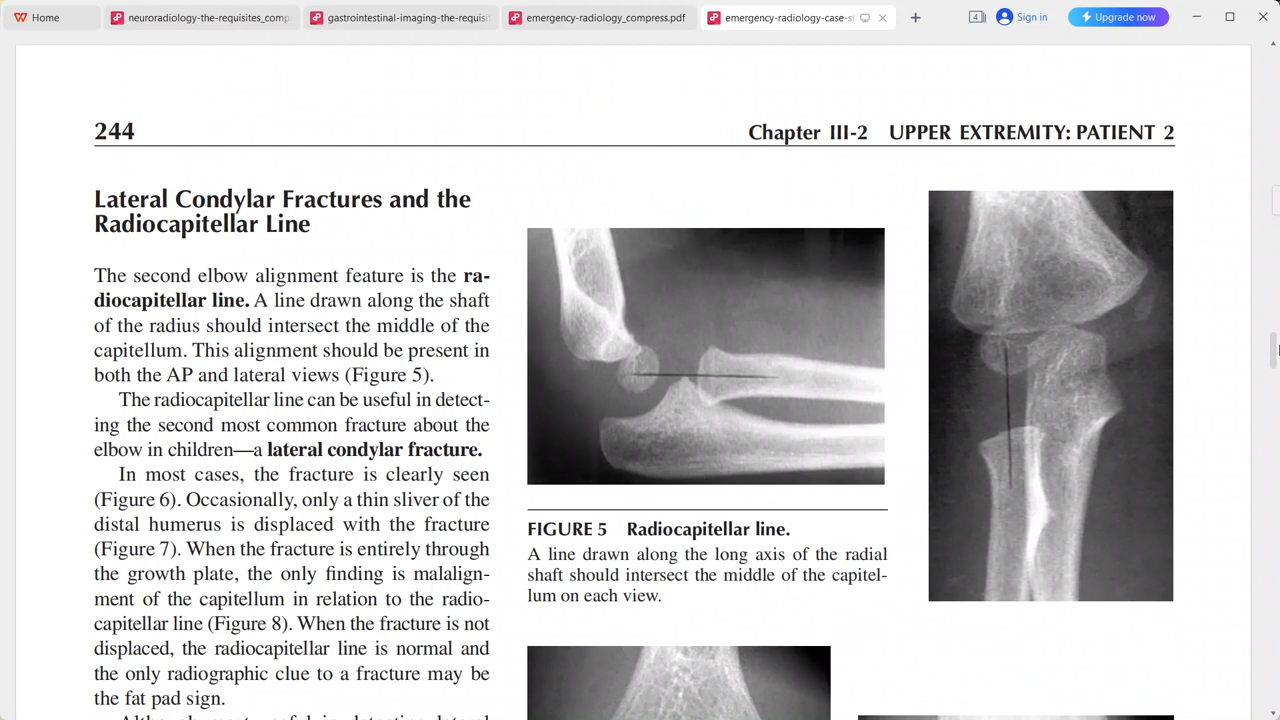 Home
neuroradiology-the-requisites_comp
gastrointestinal-imaging-the-requisi
emergency-radiology_compress.pdf
emergency-radiology-case-s
4
Sign in
Upgrade now
244
Chapter III-2 UPPER EXTREMITY: PATIENT 2
Lateral Condylar Fractures and the
Radiocapitellar Line
The second elbow alignment feature is the ra-
diocapitellar line. A line drawn along the shaft
of the radius should intersect the middle of the
capitellum. This alignment should be present in
both the AP and lateral views (Figure 5).
The radiocapitellar line can be useful in detect-
ing the second most common fracture about the
elbow in children—a lateral condylar fracture.
In most cases, the fracture is clearly seen
(Figure 6). Occasionally, only a thin sliver of the
distal humerus is displaced with the fracture
(Figure 7). When the fracture is entirely through
the growth plate, the only finding is malalign-
ment of the capitellum in relation to the radio-
capitellar line (Figure 8). When the fracture is not
displaced, the radiocapitellar line is normal and
the only radiographic clue to a fracture may be
the fat pad sign.
FIGURE 5 Radiocapitellar line.
A line drawn along the long axis of the radial
shaft should intersect the middle of the capitel-
lum on each view.